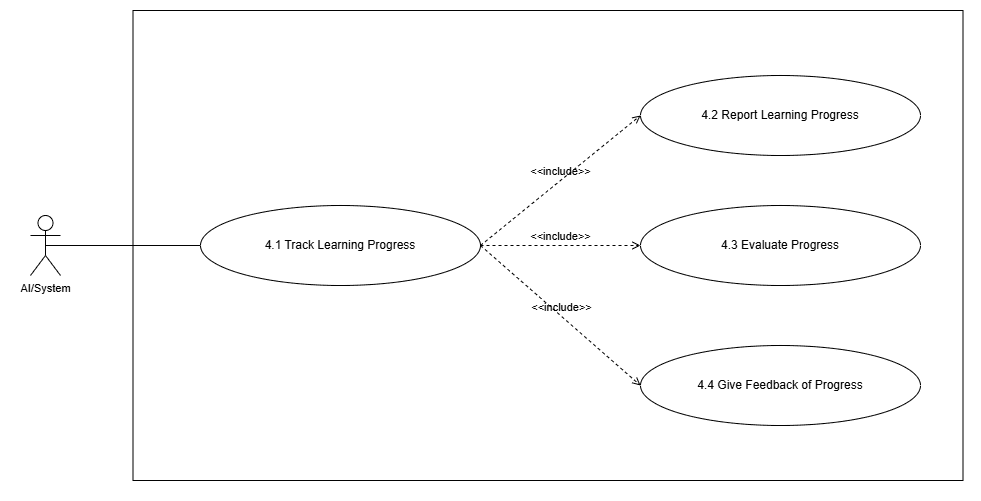 4.2 Report Learning Progress
<<include>>
4.1 Track Learning Progress
<<include>>
4.3 Evaluate Progress
AI/System
<<include>>
4.4 Give Feedback of Progress